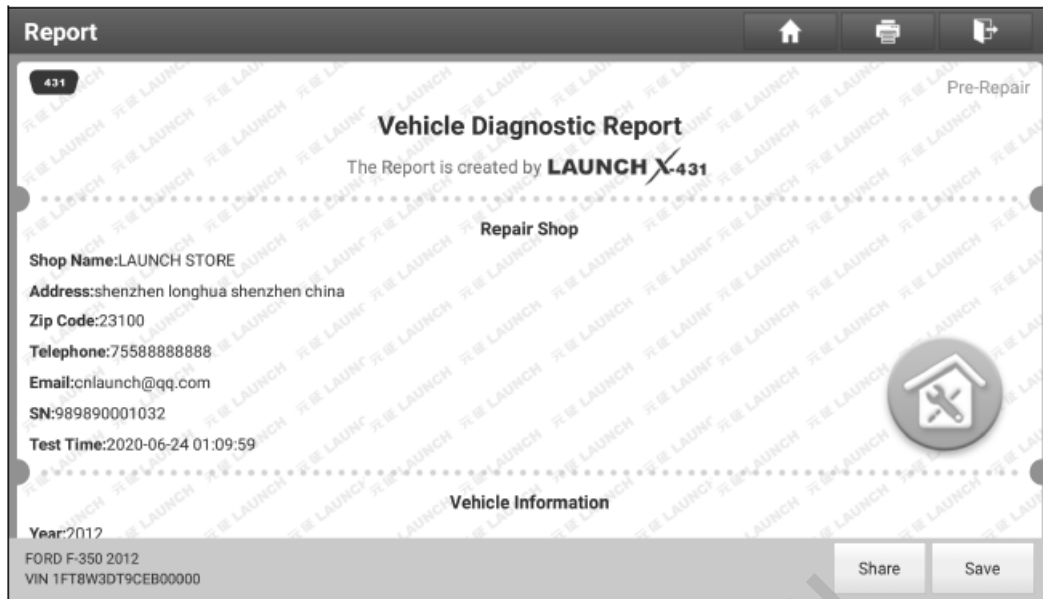 Report
431
Pre-Repair
Vehicle Diagnostic Report
The Report is created by LAUNCH X-431
Repair Shop
Shop Name:LAUNCH STORE
Address:shenzhen longhua shenzhen china
Zip Code:23100
Telephone:75588888888
Email:cnlaunch@qq.com
SN:989890001032
Test Time:2020-06-24 01:09:59
Vehicle Information
Year:2012
FORD F-350 2012
VIN 1FT8W3DT9CEB00000
Share
Save